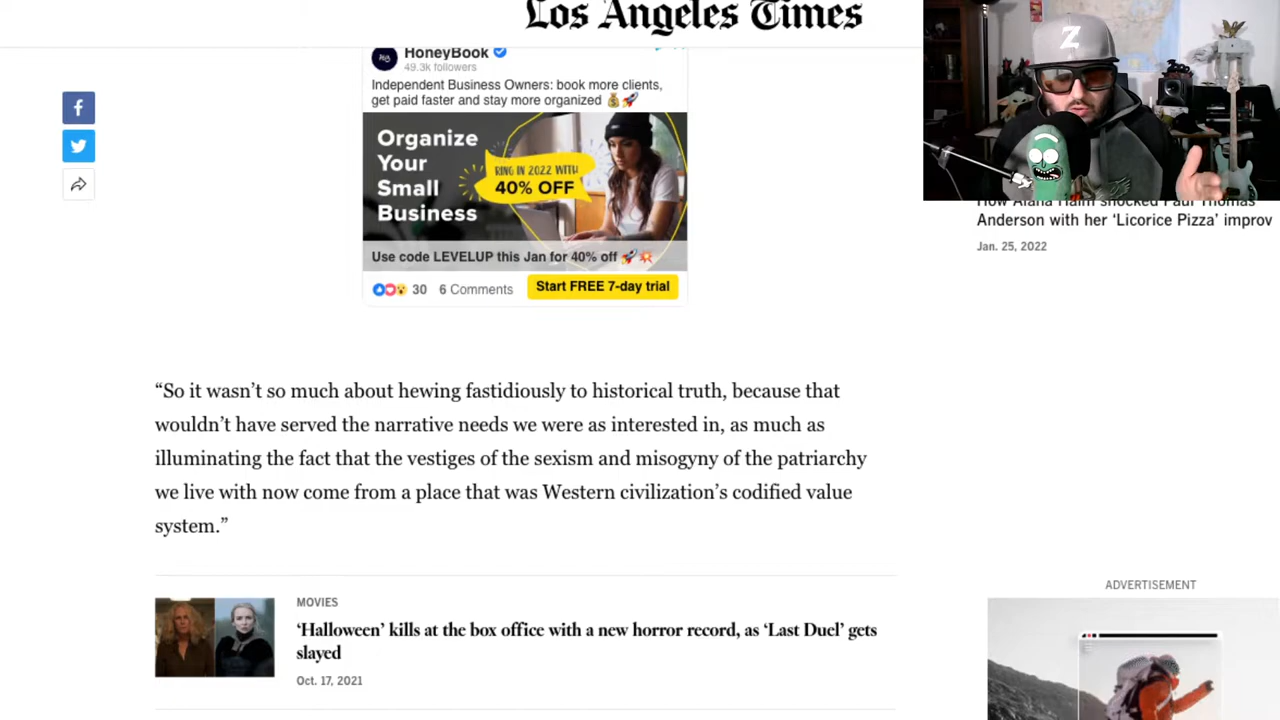 Los Angeles Times
HoneyBook
49.3k followers
Independent Business Owners: book more clients,
get paid faster and stay more organized 💰🚀
Organize
Your
Small
Business
RING IN 2022 WITH
40% OFF
Use code LEVELUP this Jan for 40% off 🚀💥
30 6 Comments
Start FREE 7-day trial
Z
How Alana Haim shocked Paul Thomas
Anderson with her ‘Licorice Pizza’ improv
Jan. 25, 2022
“So it wasn’t so much about hewing fastidiously to historical truth, because that
wouldn’t have served the narrative needs we were as interested in, as much as
illuminating the fact that the vestiges of the sexism and misogyny of the patriarchy
we live with now come from a place that was Western civilization’s codified value
system.”
MOVIES
‘Halloween’ kills at the box office with a new horror record, as ‘Last Duel’ gets
slayed
Oct. 17, 2021
ADVERTISEMENT